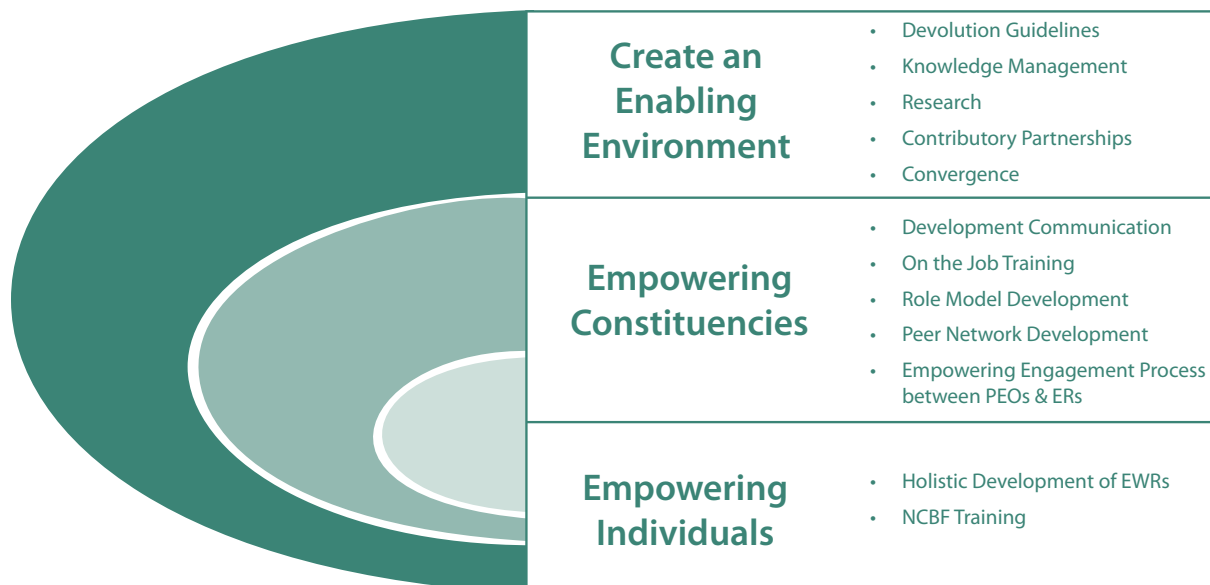 Create an
Enabling
Environment
• Devolution Guidelines
• Knowledge Management
• Research
• Contributory Partnerships
• Convergence
Empowering
Constituencies
• Development Communication
• On the Job Training
• Role Model Development
• Peer Network Development
• Empowering Engagement Process
between PEOs & ERs
Empowering
Individuals
• Holistic Development of EWRs
• NCBF Training